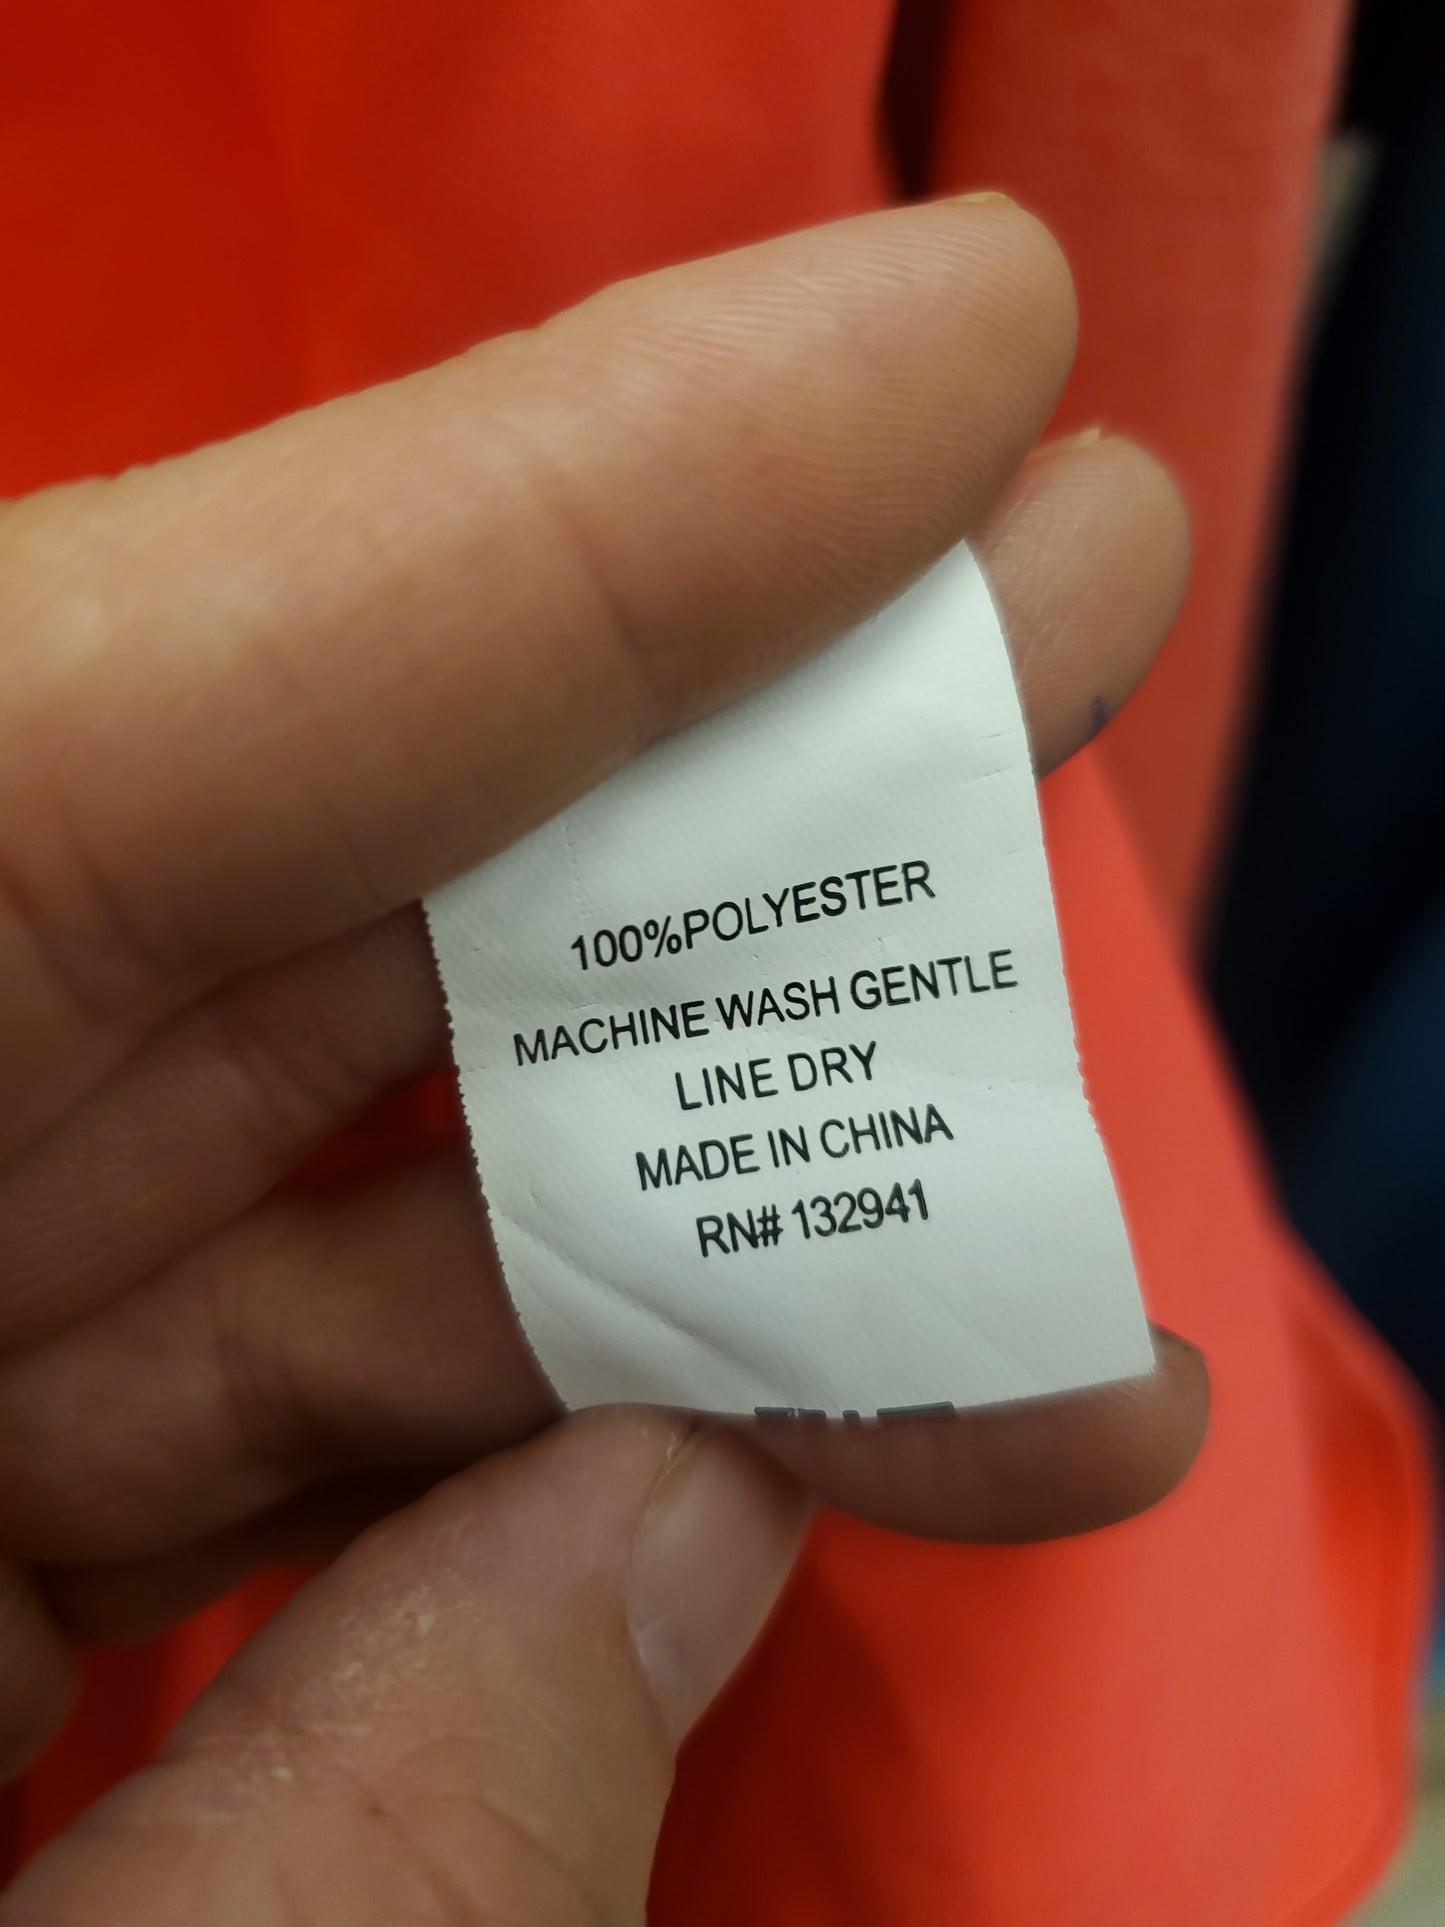 100%POLYESTER
MACHINE WASH GENTLE
LINE DRY
MADE IN CHINA
RN# 132941